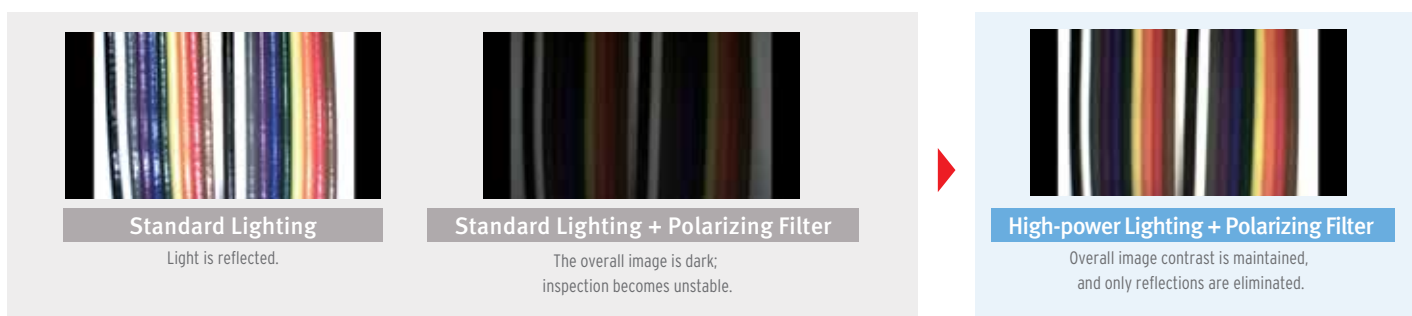 Standard Lighting
Light is reflected.
Standard Lighting + Polarizing Filter
The overall image is dark;
inspection becomes unstable.
High-power Lighting + Polarizing Filter
Overall image contrast is maintained,
and only reflections are eliminated.